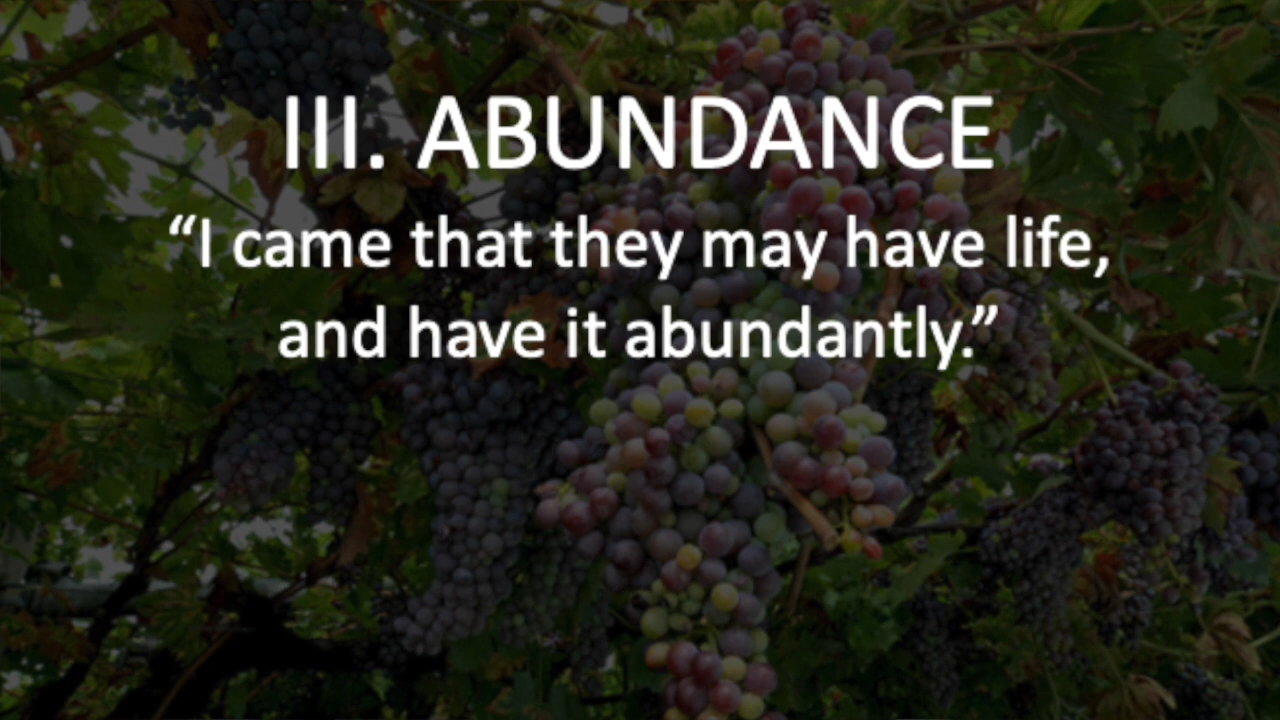 III. ABUNDANCE
“I came that they may have life,
and have it abundantly.”